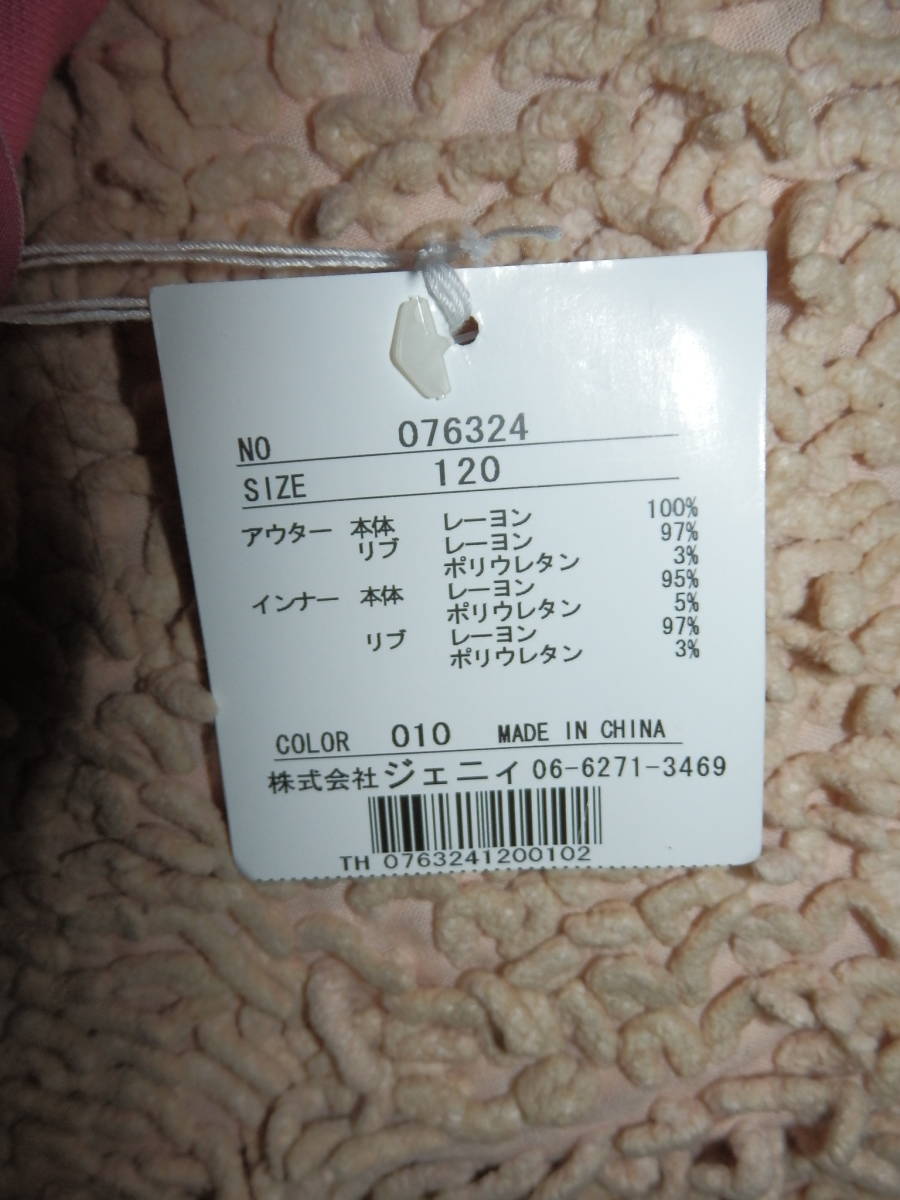 NO 076324
SIZE 120
アウター 本体 レーヨン 100%
リブ レーヨン 97%
ポリウレタン 3%
インナー 本体 レーヨン 95%
ポリウレタン 5%
リブ レーヨン 97%
ポリウレタン 3%
COLOR 010 MADE IN CHINA
株式会社 ジェニィ 06-6271-3469
TH 0763241200102